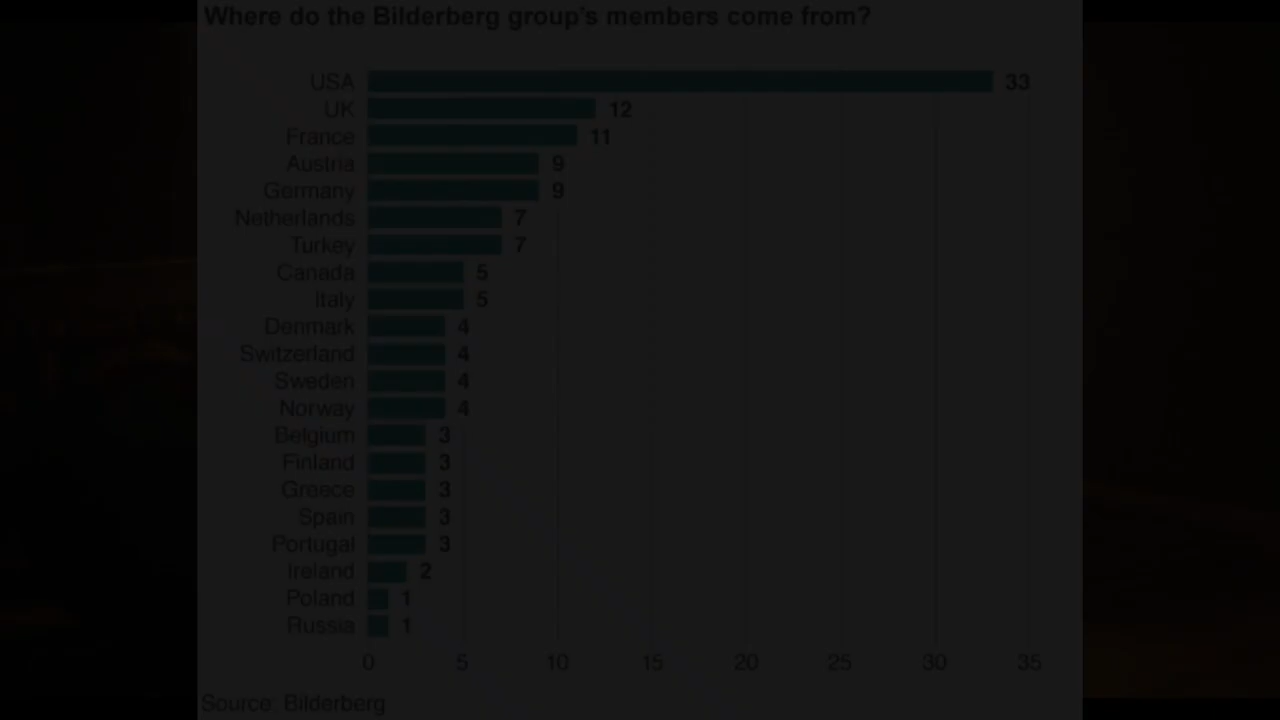 Where do the Bilderberg group's members come from?
USA 33
UK 12
France 11
Austria 9
Germany 9
Netherlands 7
Turkey 7
Canada 5
Italy 5
Denmark 4
Switzerland 4
Sweden 4
Norway 4
Belgium 3
Finland 3
Greece 3
Spain 3
Portugal 3
Ireland 2
Poland 1
Russia 1
0 5 10 15 20 25 30 35
Source: Bilderberg